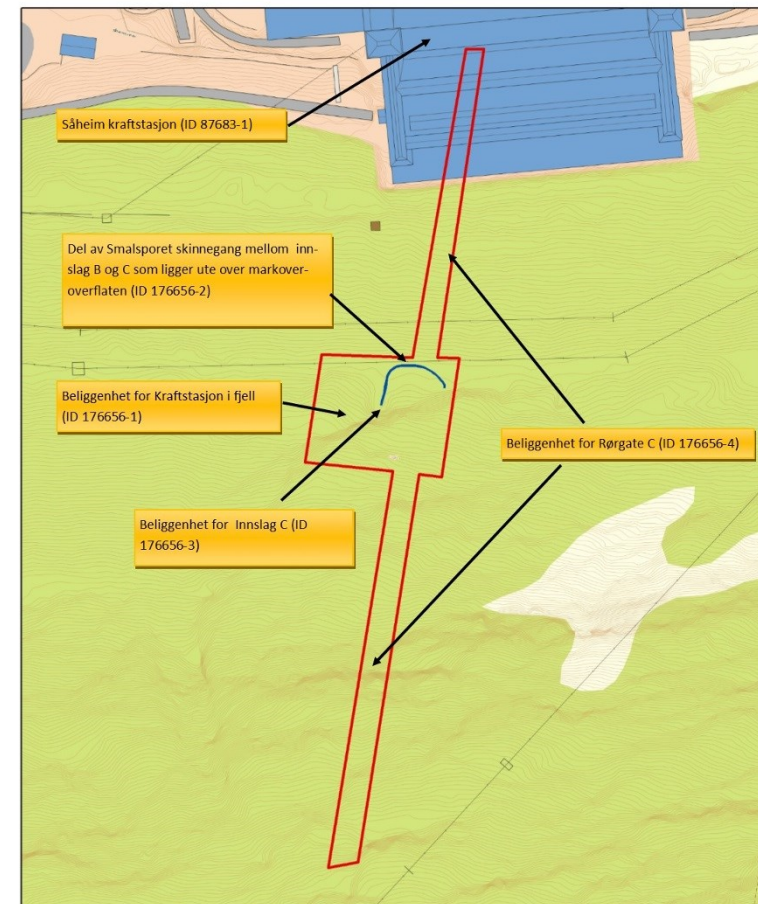 Såheim kraftstasjon (ID 87683-1)
Del av Smalsporet skinnegang mellom inn-
slag B og C som ligger ute over markover-
overflaten (ID 176656-2)
Beliggenhet for Kraftstasjon i fjell
(ID 176656-1)
Beliggenhet for Rørgate C (ID 176656-4)
Beliggenhet for Innslag C (ID
176656-3)